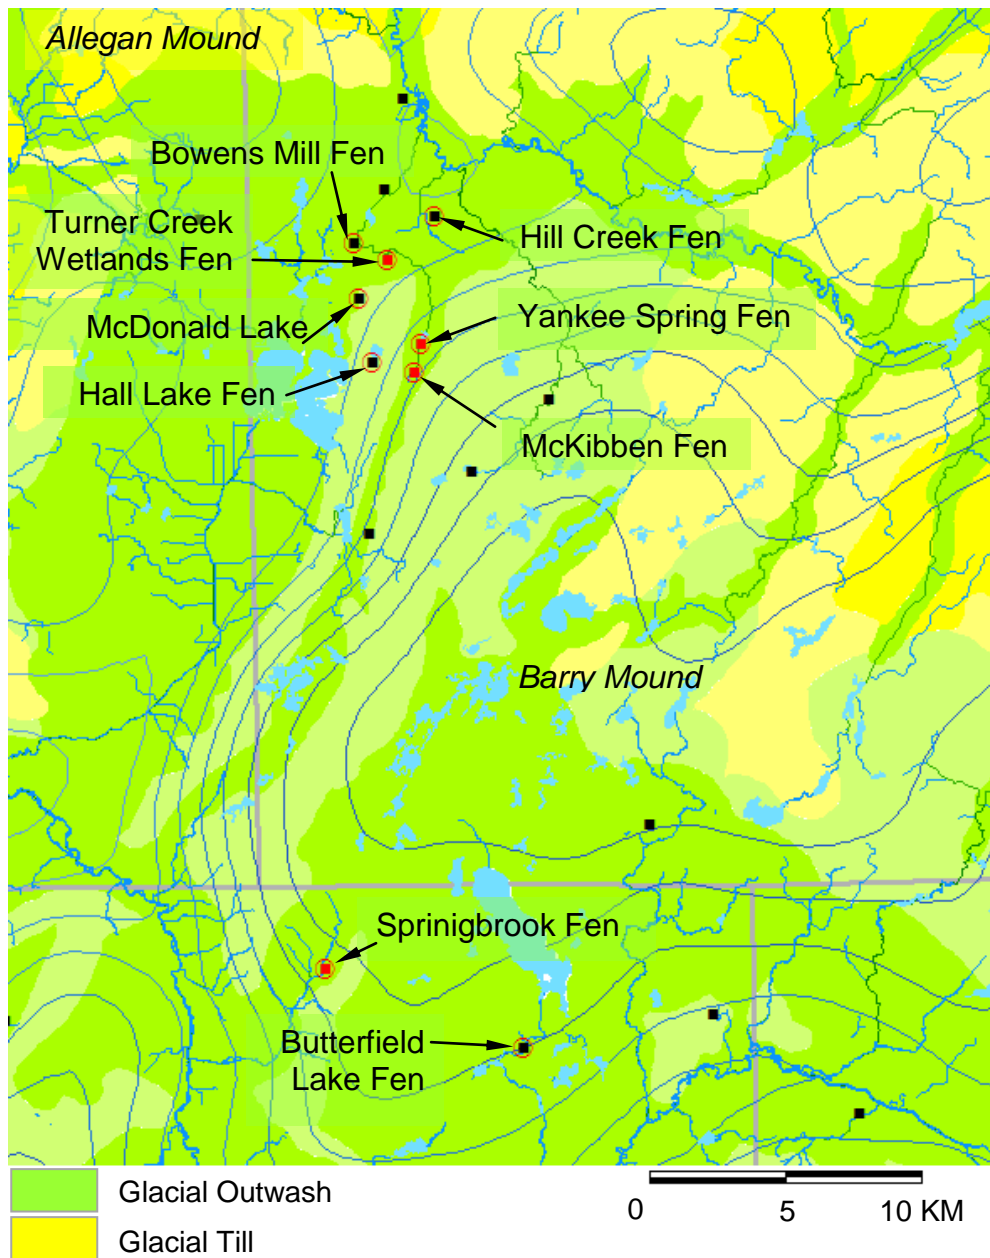 Allegan Mound
Bowens Mill Fen
Turner Creek
Wetlands Fen
Hill Creek Fen
McDonald Lake
Yankee Spring Fen
Hall Lake Fen
McKibben Fen
Barry Mound
Sprinigbrook Fen
Butterfield
Lake Fen
Glacial Outwash
Glacial Till
0 5 10 KM